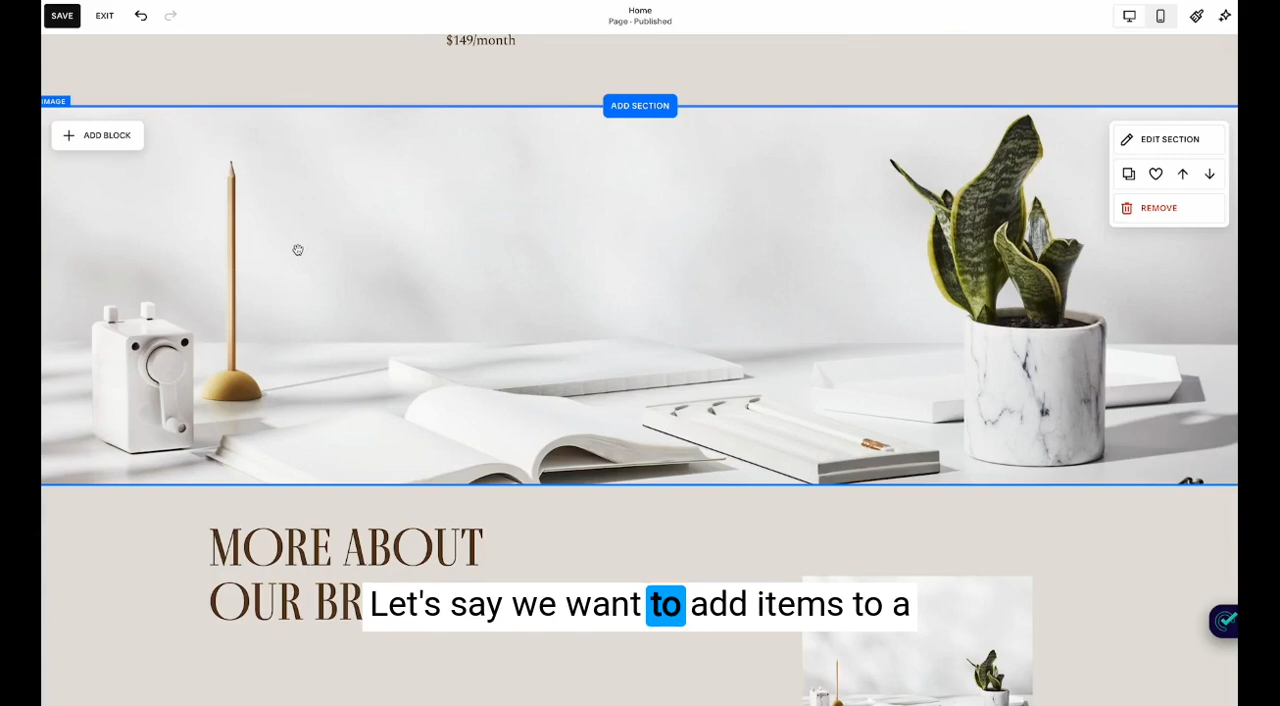 SAVE
EXIT
Home
Page · Published
$149/month
IMAGE
ADD SECTION
ADD BLOCK
EDIT SECTION
REMOVE
MORE ABOUT
OUR BR
Let's say we want to add items to a